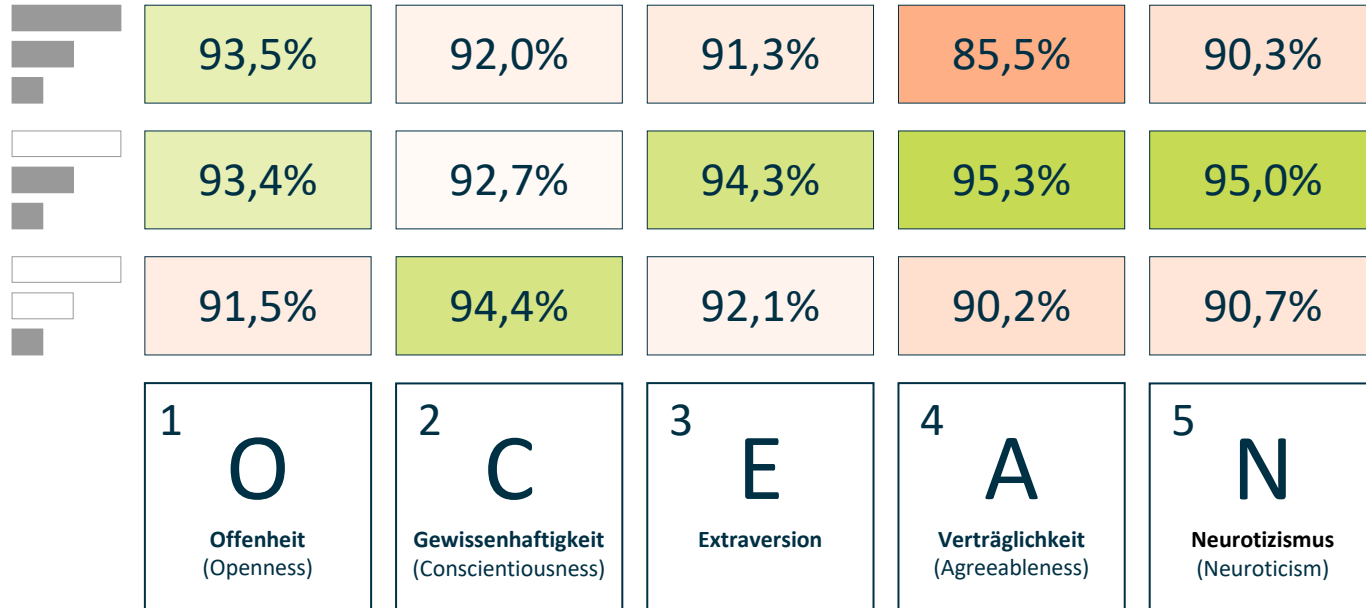 93,5% 92,0% 91,3% 85,5% 90,3%
93,4% 92,7% 94,3% 95,3% 95,0%
91,5% 94,4% 92,1% 90,2% 90,7%
1 2 3 4 5
O C E A N
Offenheit Gewissenhaftigkeit Extraversion Verträglichkeit Neurotizismus
(Openness) (Conscientiousness) (Agreeableness) (Neuroticism)